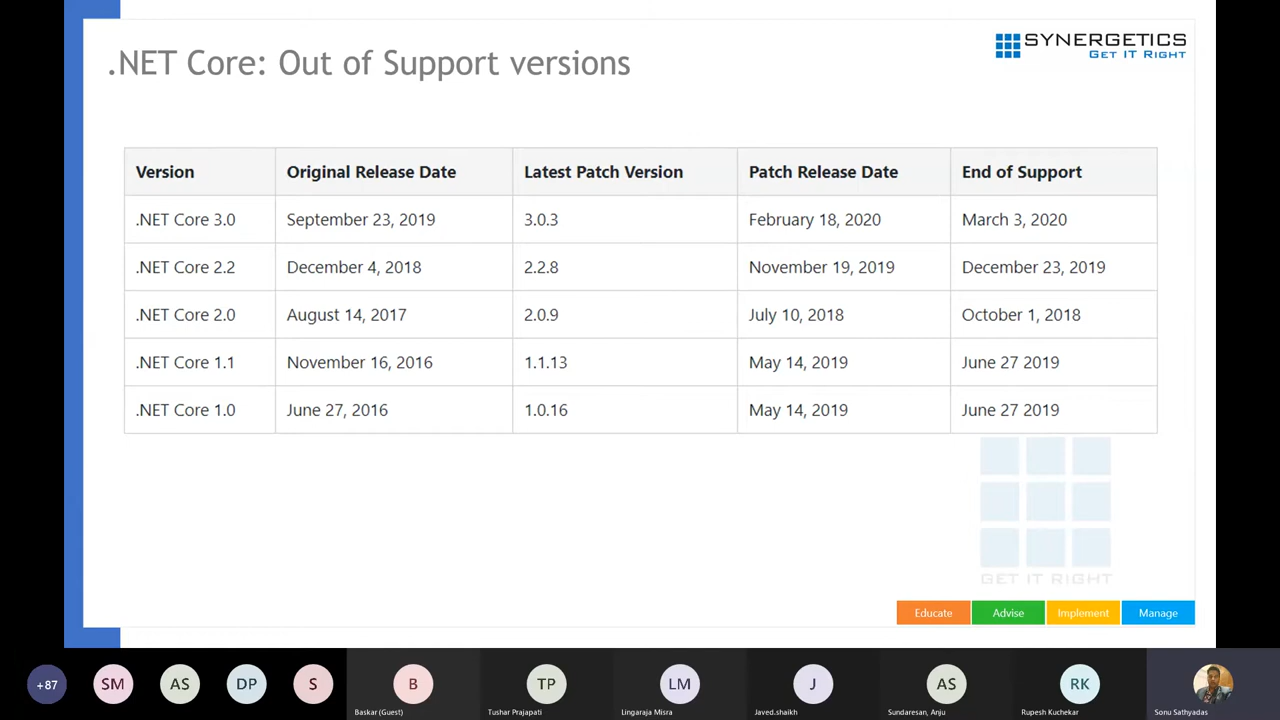 SYNERGETICS
GET IT RIGHT
.NET Core: Out of Support versions
Version Original Release Date Latest Patch Version Patch Release Date End of Support
.NET Core 3.0 September 23, 2019 3.0.3 February 18, 2020 March 3, 2020
.NET Core 2.2 December 4, 2018 2.2.8 November 19, 2019 December 23, 2019
.NET Core 2.0 August 14, 2017 2.0.9 July 10, 2018 October 1, 2018
.NET Core 1.1 November 16, 2016 1.1.13 May 14, 2019 June 27 2019
.NET Core 1.0 June 27, 2016 1.0.16 May 14, 2019 June 27 2019
GET IT RIGHT
Educate Advise Implement Manage
+87 SM AS DP S B TP LM J AS RK
Baskar (Guest) Tushar Prajapati Lingaraja Misra Javed.shaikh Sundaresan, Anju Rupesh Kuchekar Sonu Sathyadas